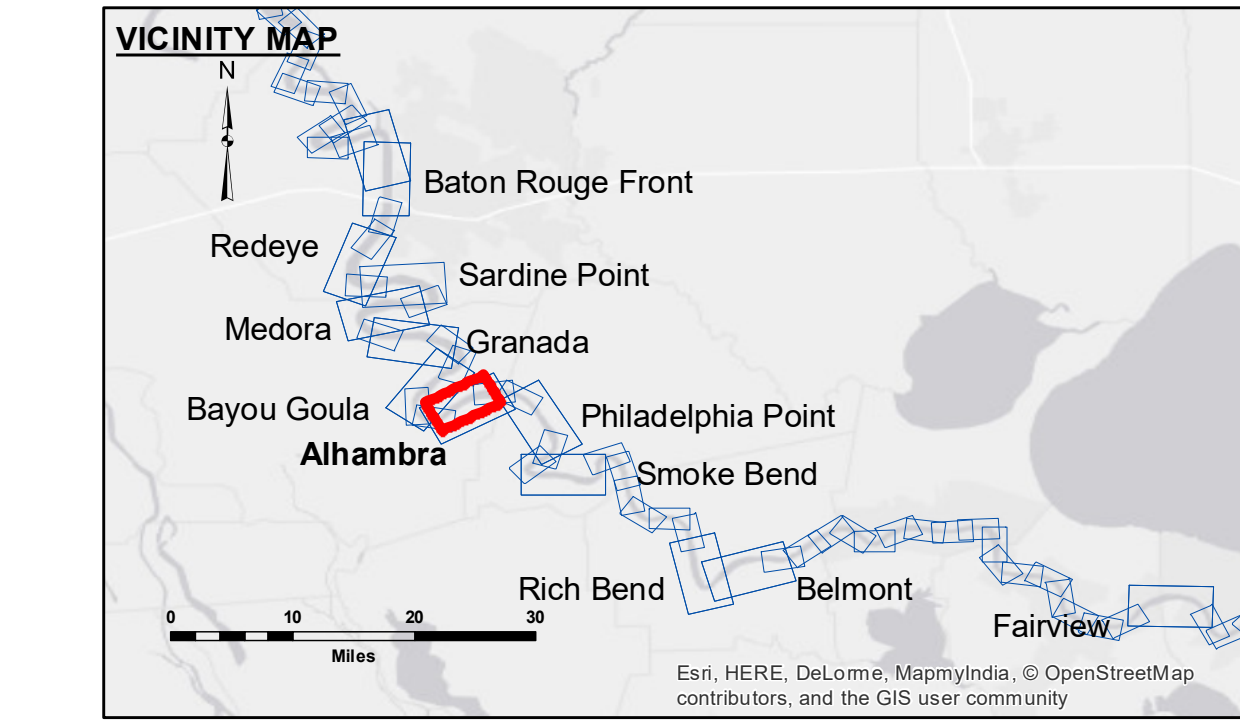 VICINITY MAP
N
Baton Rouge Front
Redeye
Sardine Point
Medora
Granada
Bayou Goula
Philadelphia Point
Alhambra
Smoke Bend
Rich Bend
Belmont
Fairview
0 10 20 30
Miles
Esri, HERE, DeLorme, MapmyIndia, © OpenStreetMap
contributors, and the GIS user community